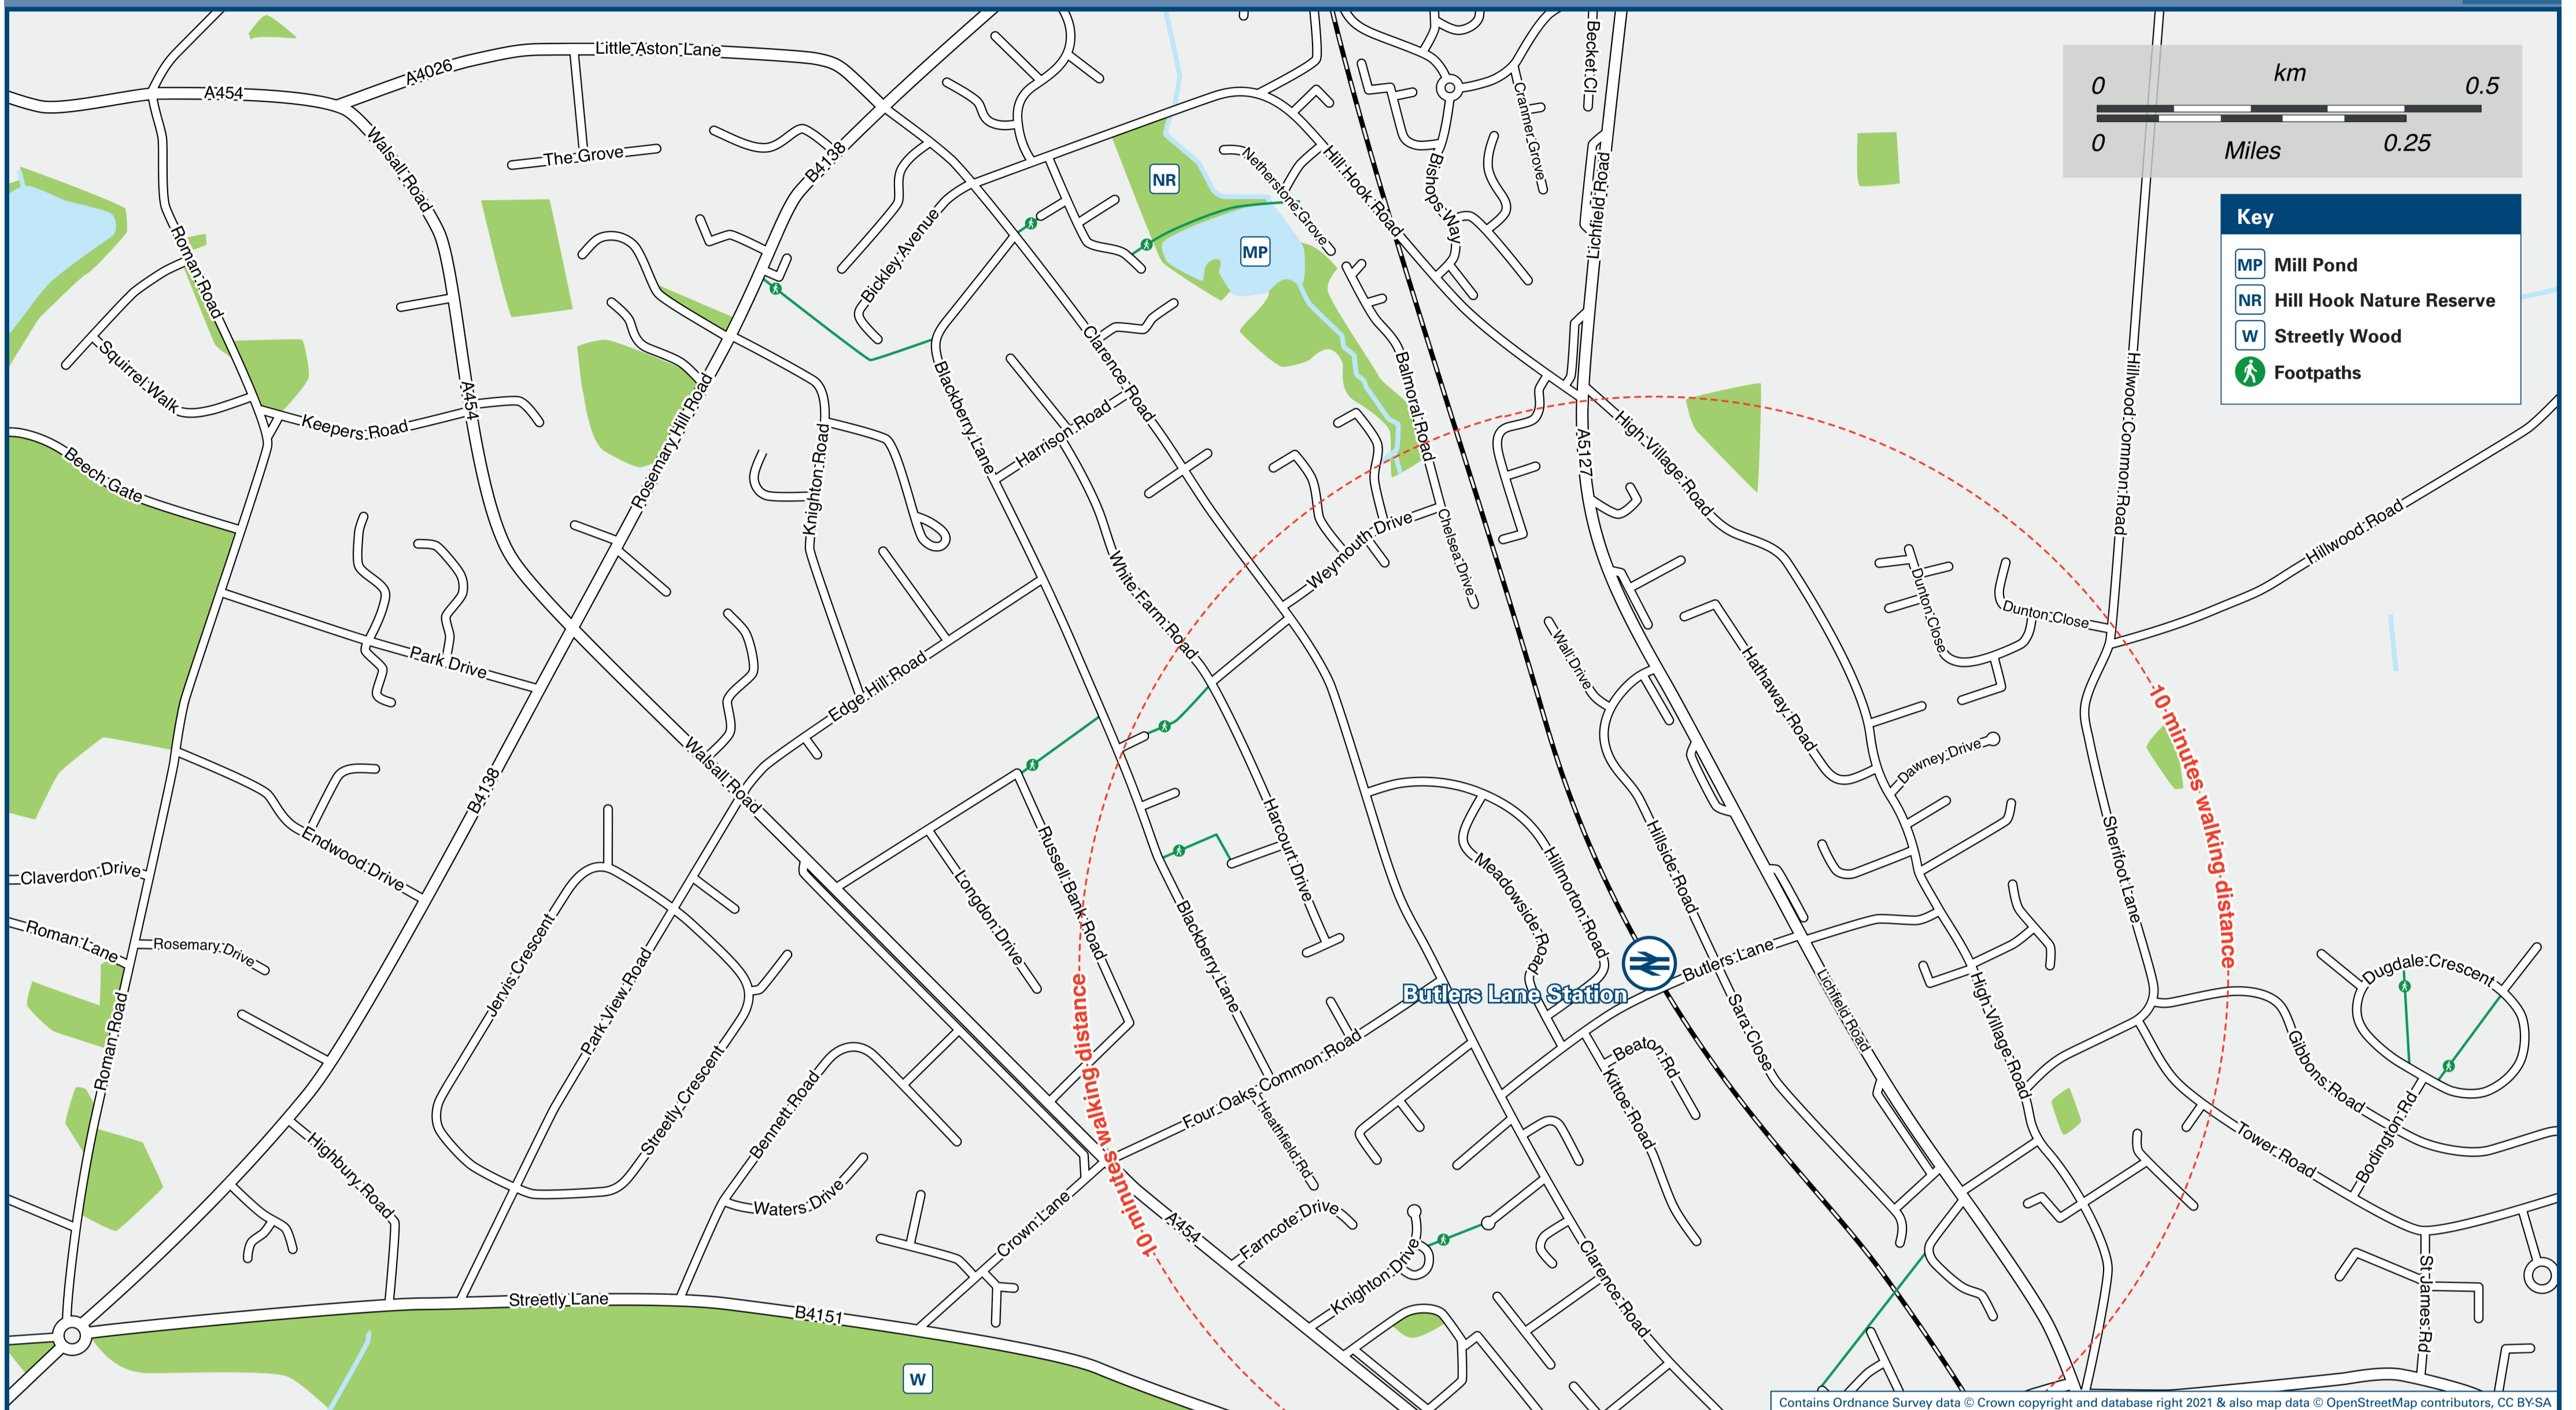 Little Aston Lane
A4026
A454
Becket Cl
Walsall Road
The Grove
B4138
Cranmer Grove
Bishops Way
Hill Hook Road
Netherstone Grove
Lichfield Road
NR
MP
Bickley Avenue
Roman Road
Squirrel Walk
Keepers Road
A454
Beech Gate
Rosemary Hill Road
Knighton Road
Blackberry Lane
Harrison Road
Clarence Road
Balmoral Road
A5127
High Village Road
Hillwood Common Road
Hillwood Road
km
0
0.5
0
Miles
0.25
Key
MP Mill Pond
NR Hill Hook Nature Reserve
W Streetly Wood
Footpaths
Weymouth Drive
Chelsea Drive
White Farm Road
Park Drive
Edge Hill Road
Walsall Road
Wall Drive
Hathaway Road
Dunton Close
Dunton Close
Dawney Drive
10 minutes walking distance
Sherifoot Lane
B4138
Endwood Drive
Claverdon Drive
Roman Lane
Rosemary Drive
Roman Road
Jervis Crescent
Park View Road
Streetly Crescent
Longdon Drive
Russell Bank Road
Harcourt Drive
Blackberry Lane
Meadowside Road
Hillmorton Road
Hillside Road
Butlers Lane
Butlers Lane Station
Sara Close
Lichfield Road
High Village Road
Dugdale Crescent
Gibbons Road
Bodington Rd
Tower Road
St James Rd
Beaton Rd
Kittoe Road
Four Oaks Common Road
Heathfield Rd
10 minutes walking distance
Bennett Road
Waters Drive
Highbury Road
Crown Lane
A454
Farncote Drive
Knighton Drive
Clarence Road
Streetly Lane
B4151
W
Contains Ordnance Survey data © Crown copyright and database right 2021 & also map data © OpenStreetMap contributors, CC BY-SA